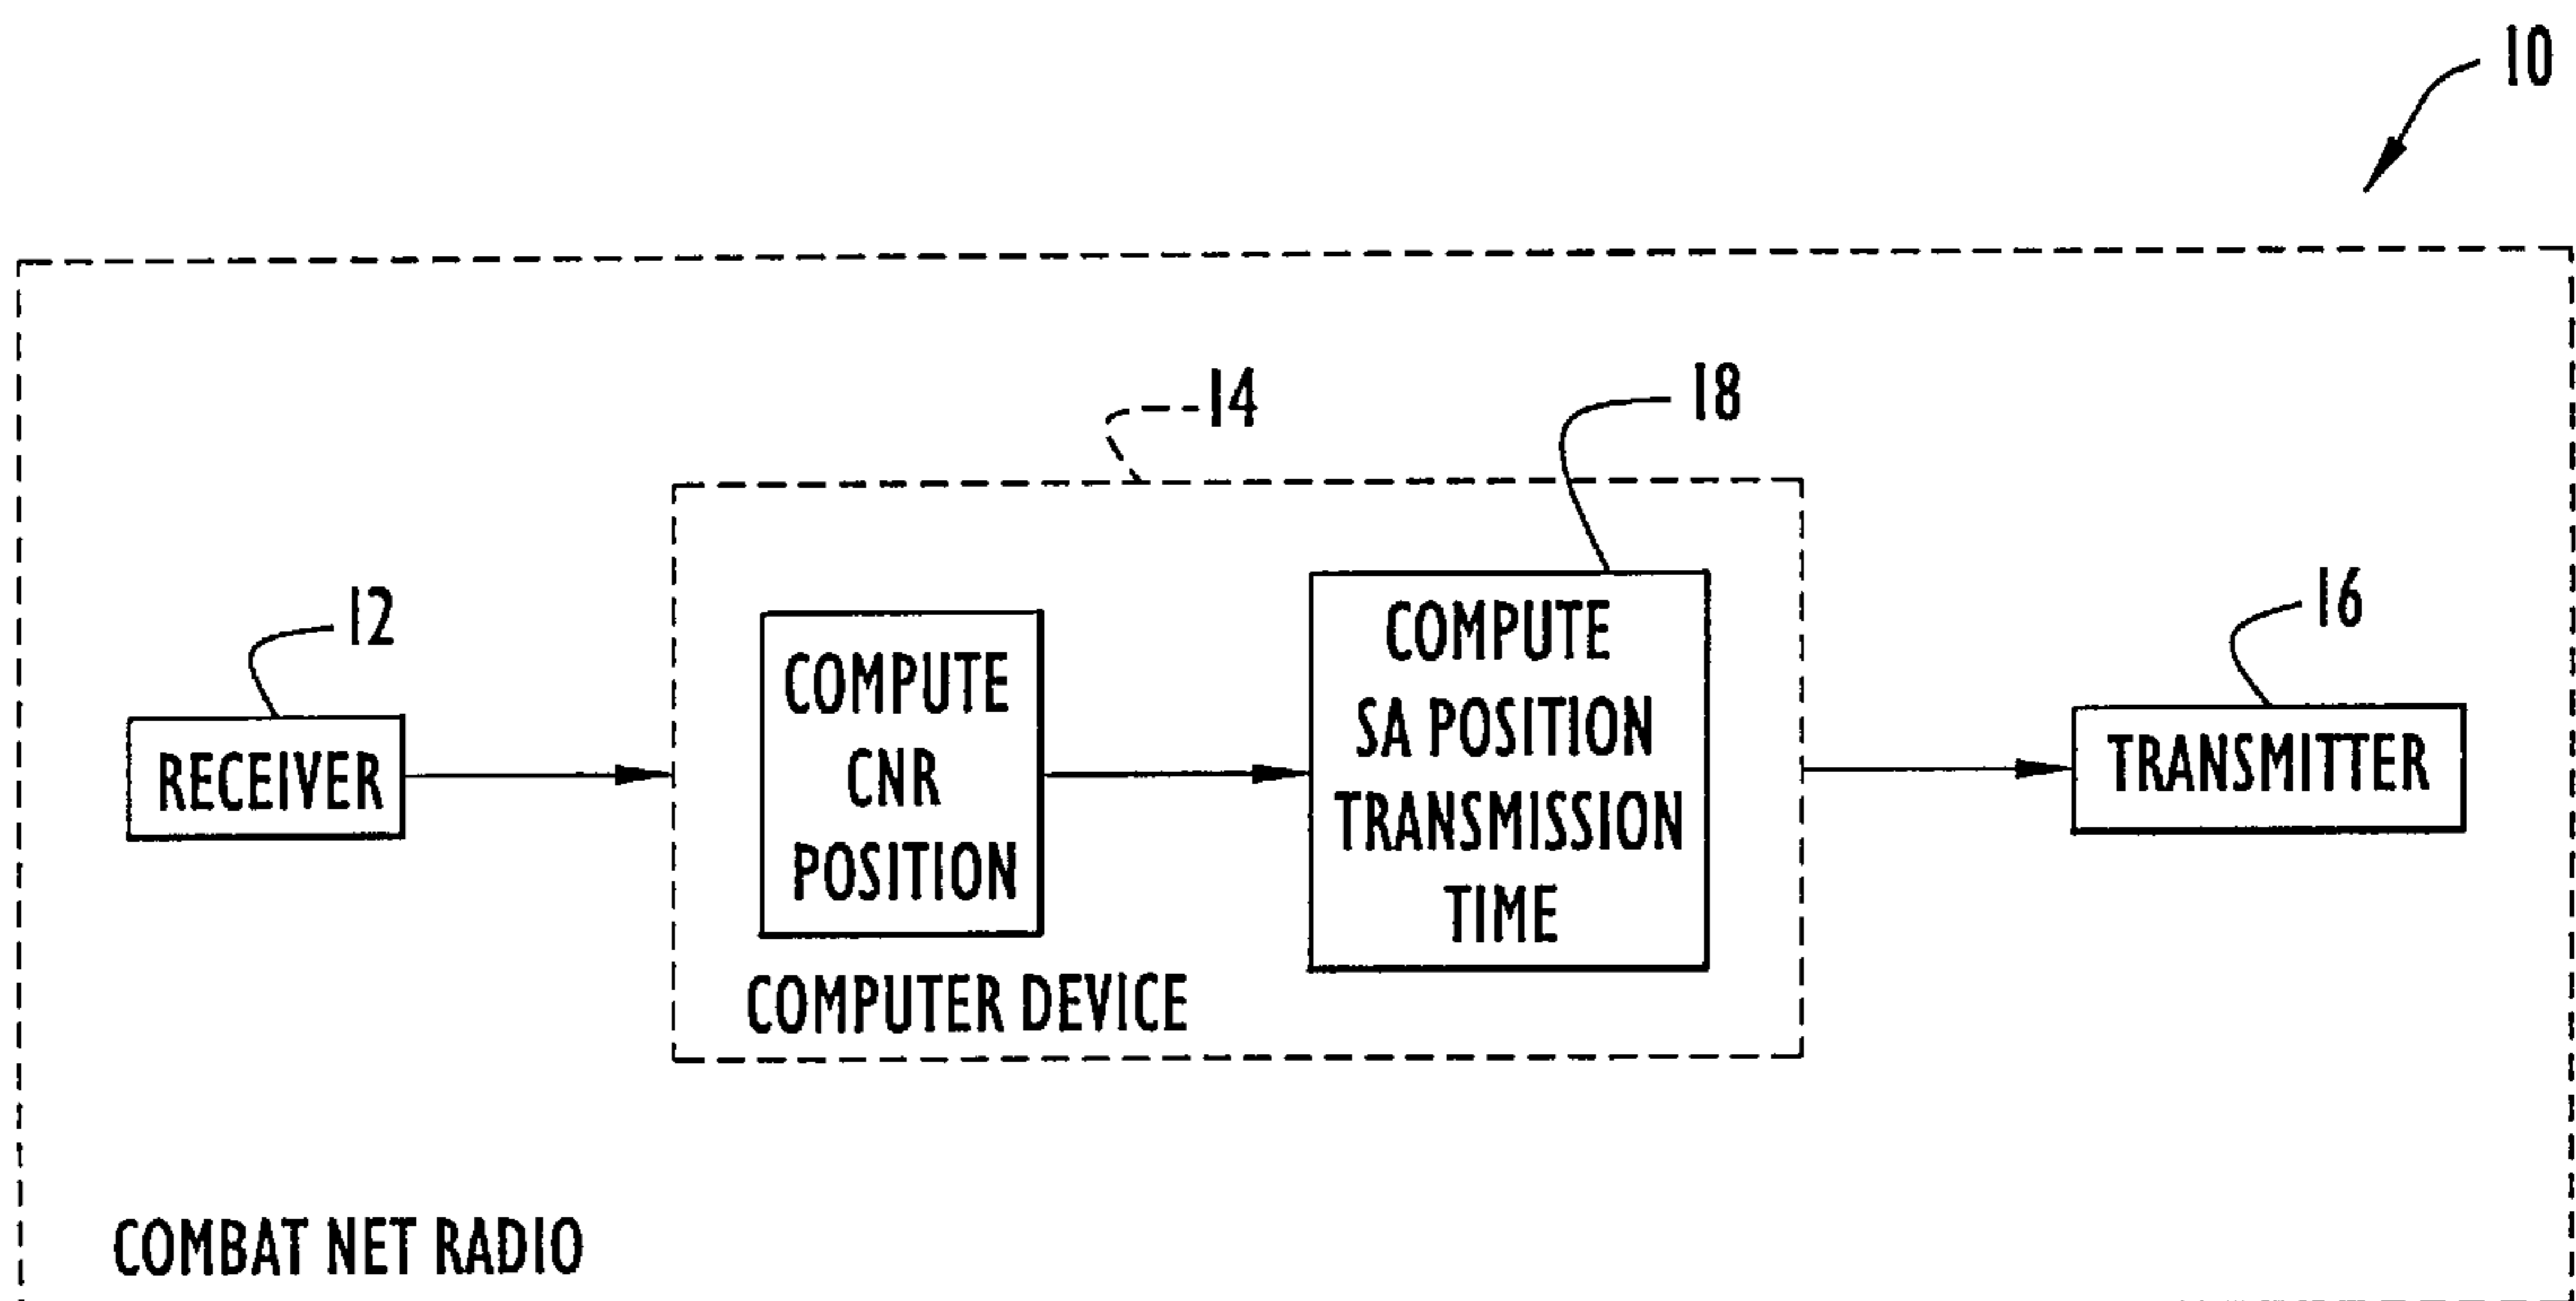 10
14
18
12
16
RECEIVER
COMPUTE
CNR
POSITION
COMPUTE
SA POSITION
TRANSMISSION
TIME
TRANSMITTER
COMPUTER DEVICE
COMBAT NET RADIO